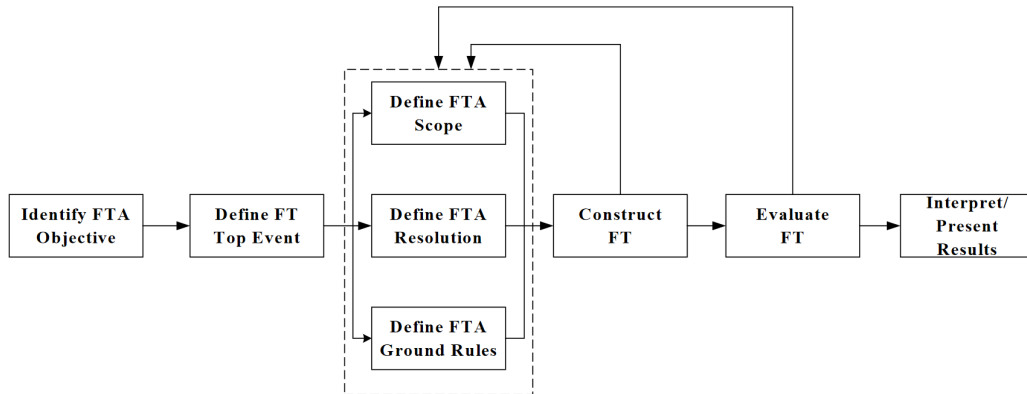 Define FTA
Scope
Identify FTA
Objective
Define FT
Top Event
Define FTA
Resolution
Construct
FT
Evaluate
FT
Interpret/
Present
Results
Define FTA
Ground Rules